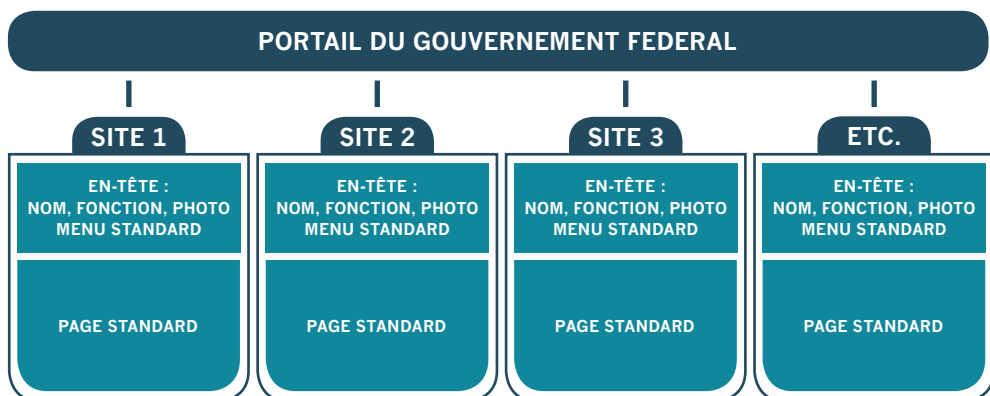 PORTAIL DU GOUVERNEMENT FEDERAL
SITE 1
EN-TÊTE :
NOM, FONCTION, PHOTO
MENU STANDARD
PAGE STANDARD
SITE 2
EN-TÊTE :
NOM, FONCTION, PHOTO
MENU STANDARD
PAGE STANDARD
SITE 3
EN-TÊTE :
NOM, FONCTION, PHOTO
MENU STANDARD
PAGE STANDARD
ETC.
EN-TÊTE :
NOM, FONCTION, PHOTO
MENU STANDARD
PAGE STANDARD